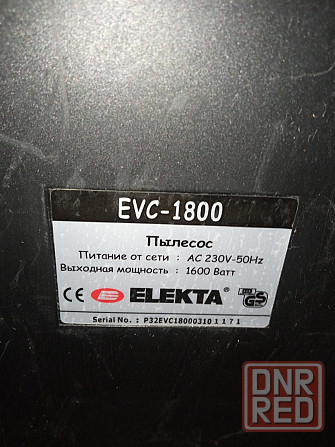 EVC-1800
Пылесос
Питание от сети : AC 230V-50Hz
Выходная мощность : 1600 Ватт
CE ELEKTA® GS
Serial No. : P32EVC18000310 1 1 7 1
DNR
RED